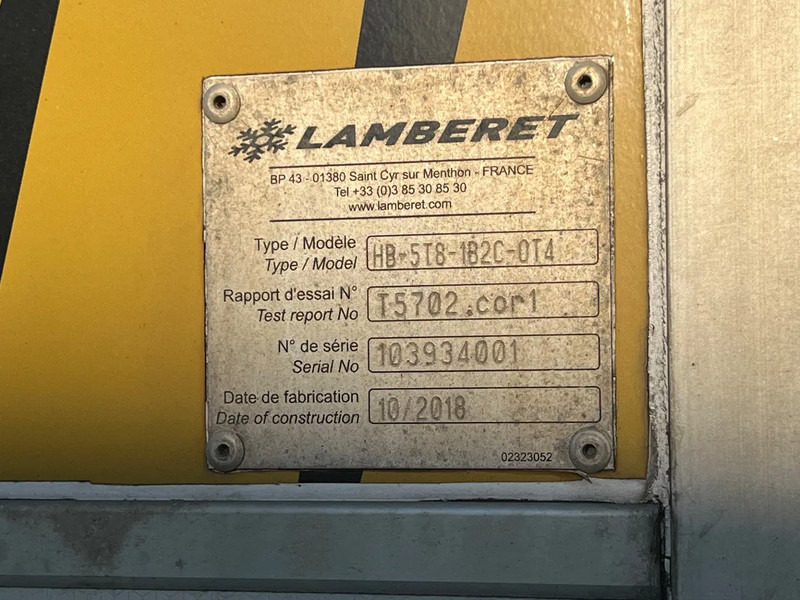 LAMBERET
BP 43 - 01380 Saint Cyr sur Menthon - FRANCE
Tel +33 (0)3 85 30 85 30
www.lamberet.com
Type / Modèle
Type / Model
HB-5T8-1B2C-0T4
Rapport d'essai N°
Test report No
T5702.cor1
N° de série
Serial No
103934001
Date de fabrication
Date of construction
10/2018
02323052